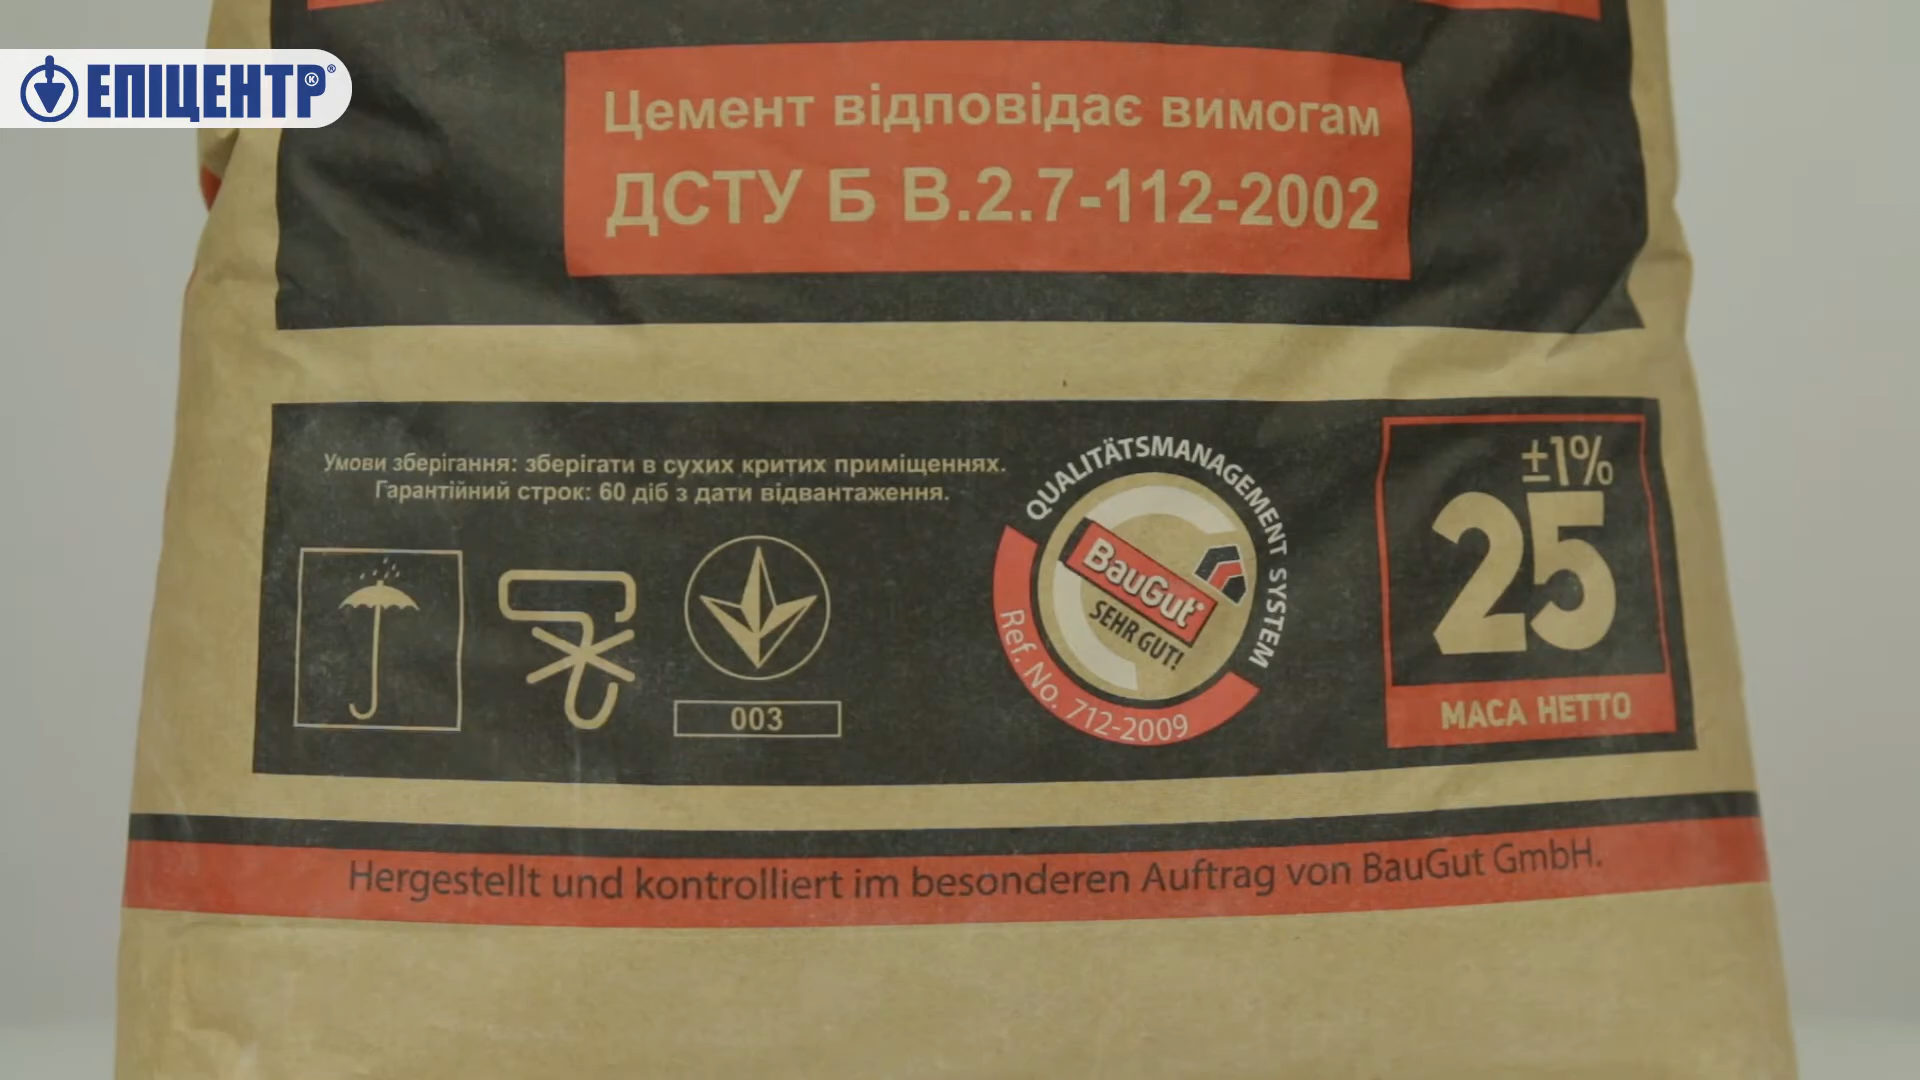 ЕПІЦЕНТР К
Цемент відповідає вимогам
ДСТУ Б В.2.7-112-2002
Умови зберігання: зберігати в сухих критих приміщеннях.
Гарантійний строк: 60 діб з дати відвантаження.
003
QUALITÄTSMANAGEMENT SYSTEM
BauGut®
SEHR GUT!
Ref. No. 712-2009
±1%
25
МАСА НЕТТО
Hergestellt und kontrolliert im besonderen Auftrag von BauGut GmbH.